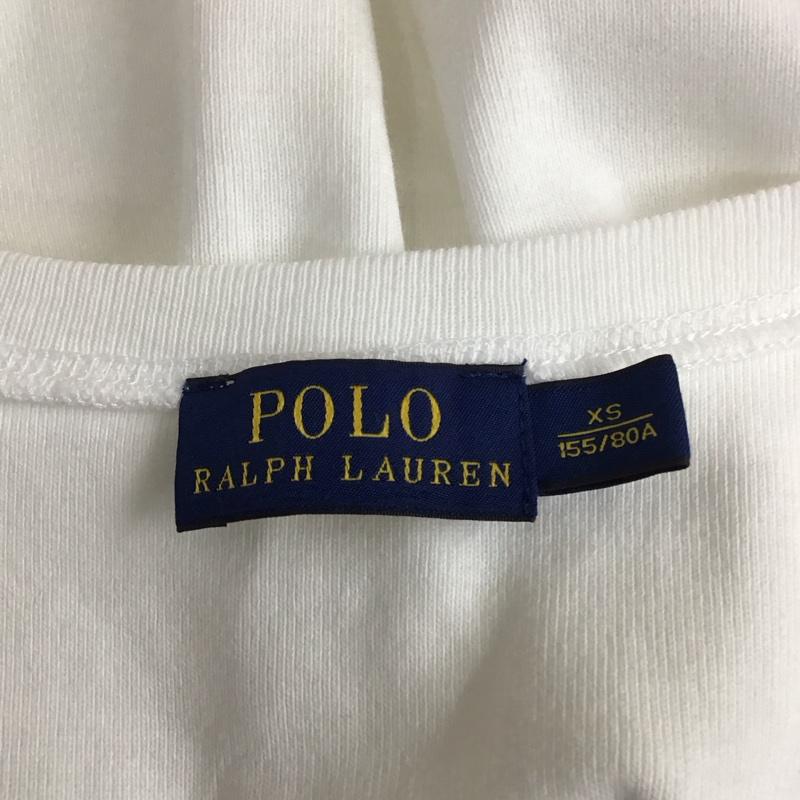 POLO
RALPH LAUREN
XS
155/80A